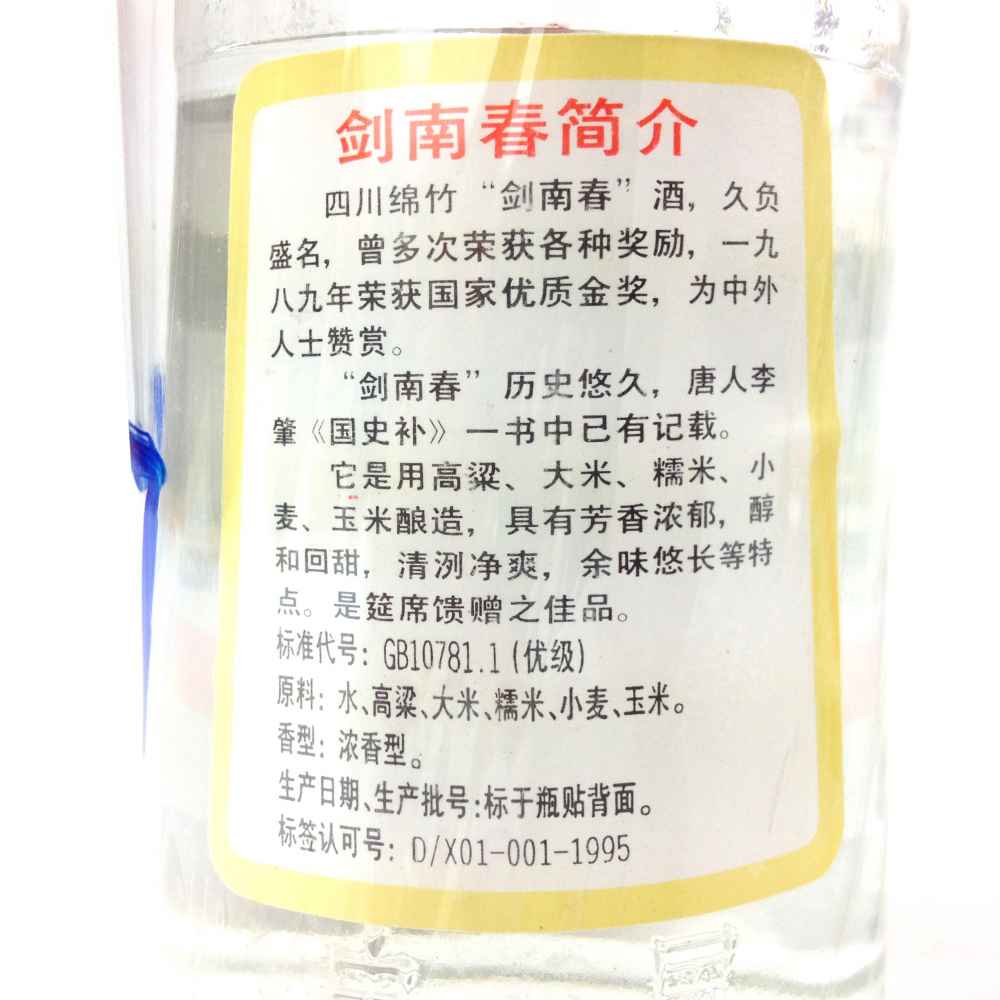 剑南春简介
四川绵竹“剑南春”酒，久负
盛名，曾多次荣获各种奖励，一九
八九年荣获国家优质金奖，为中外
人士赞赏。
“剑南春”历史悠久，唐人李
肇《国史补》一书中已有记载。
它是用高粱、大米、糯米、小
麦、玉米酿造，具有芳香浓郁，醇
和回甜，清洌净爽，余味悠长等特
点。是筵席馈赠之佳品。
标准代号：GB10781.1(优级)
原料：水、高粱、大米、糯米、小麦、玉米。
香型：浓香型。
生产日期、生产批号：标于瓶贴背面。
标签认可号：D/X01-001-1995